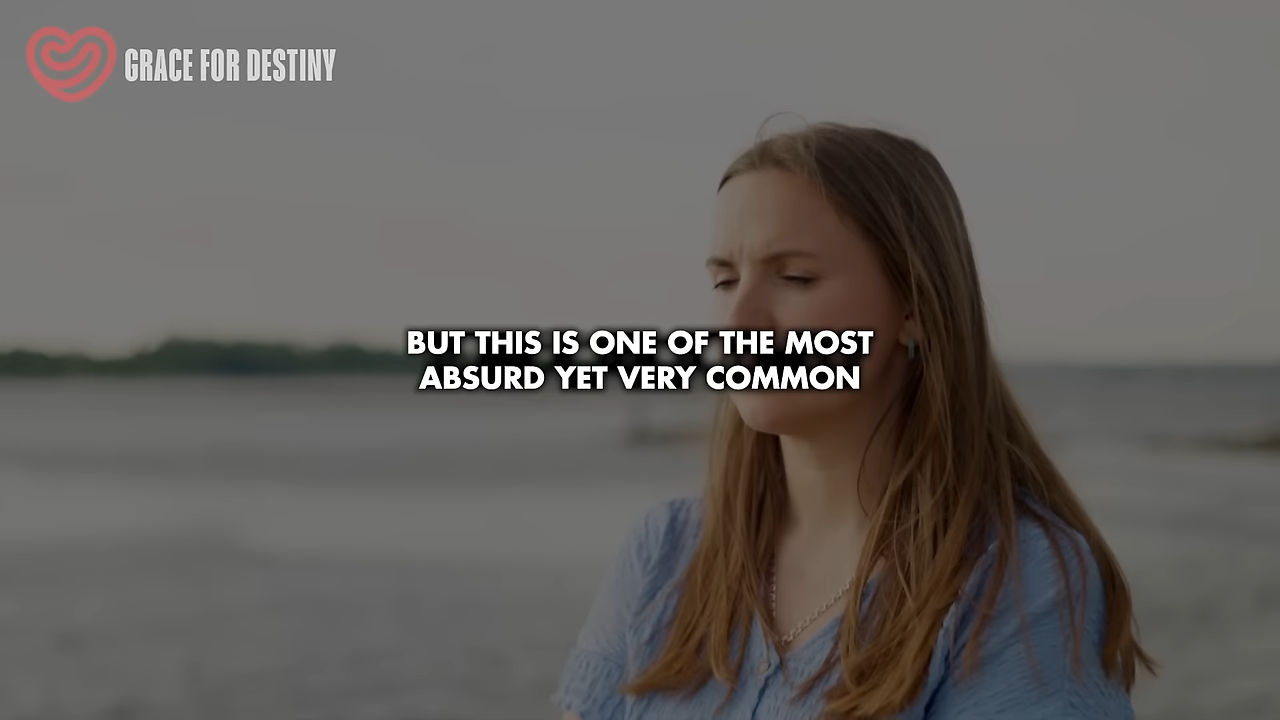 GRACE FOR DESTINY
BUT THIS IS ONE OF THE MOST
ABSURD YET VERY COMMON